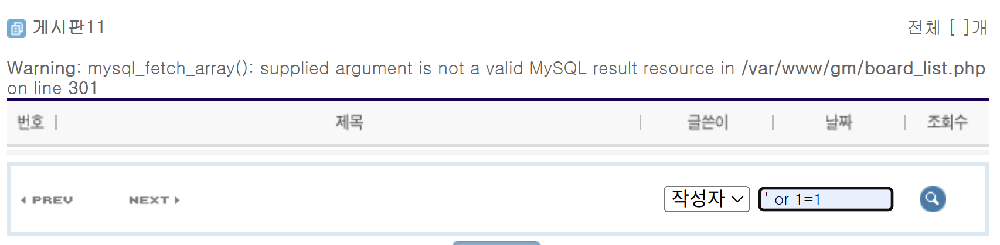 게시판11 전체 [ ]개
Warning: mysql_fetch_array(): supplied argument is not a valid MySQL result resource in /var/www/gm/board_list.php
on line 301
번호 | 제목 | 글쓴이 | 날짜 | 조회수
PREV NEXT 작성자 ' or 1=1